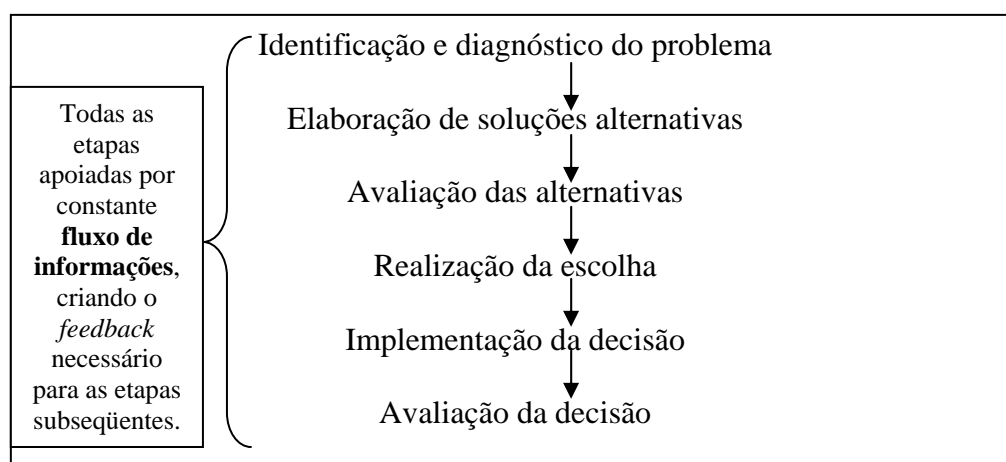 Identificação e diagnóstico do problema
Elaboração de soluções alternativas
Avaliação das alternativas
Realização da escolha
Implementação da decisão
Avaliação da decisão
Todas as
etapas
apoiadas por
constante
fluxo de
informações,
criando o
feedback
necessário
para as etapas
subseqüentes.